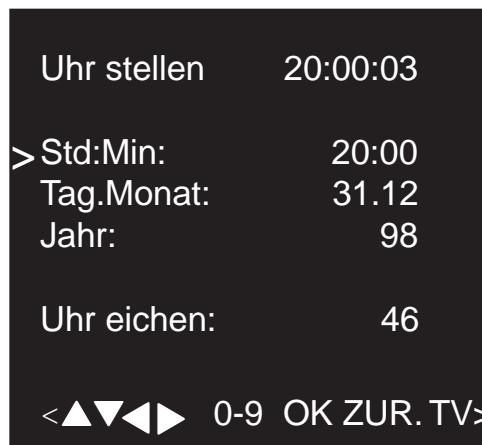 Uhr stellen 20:00:03
>Std:Min: 20:00
Tag.Monat: 31.12
Jahr: 98
Uhr eichen: 46
<▲▼◀▶ 0-9 OK ZUR. TV>